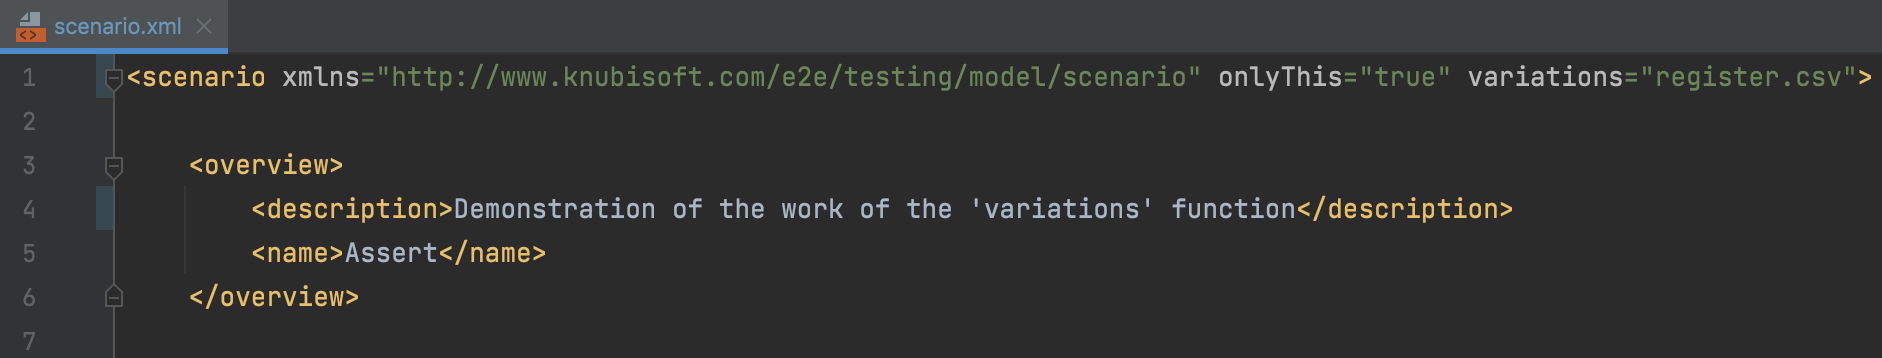 scenario.xml
1 <scenario xmlns="http://www.knubisoft.com/e2e/testing/model/scenario" onlyThis="true" variations="register.csv">
2
3 <overview>
4 <description>Demonstration of the work of the 'variations' function</description>
5 <name>Assert</name>
6 </overview>
7